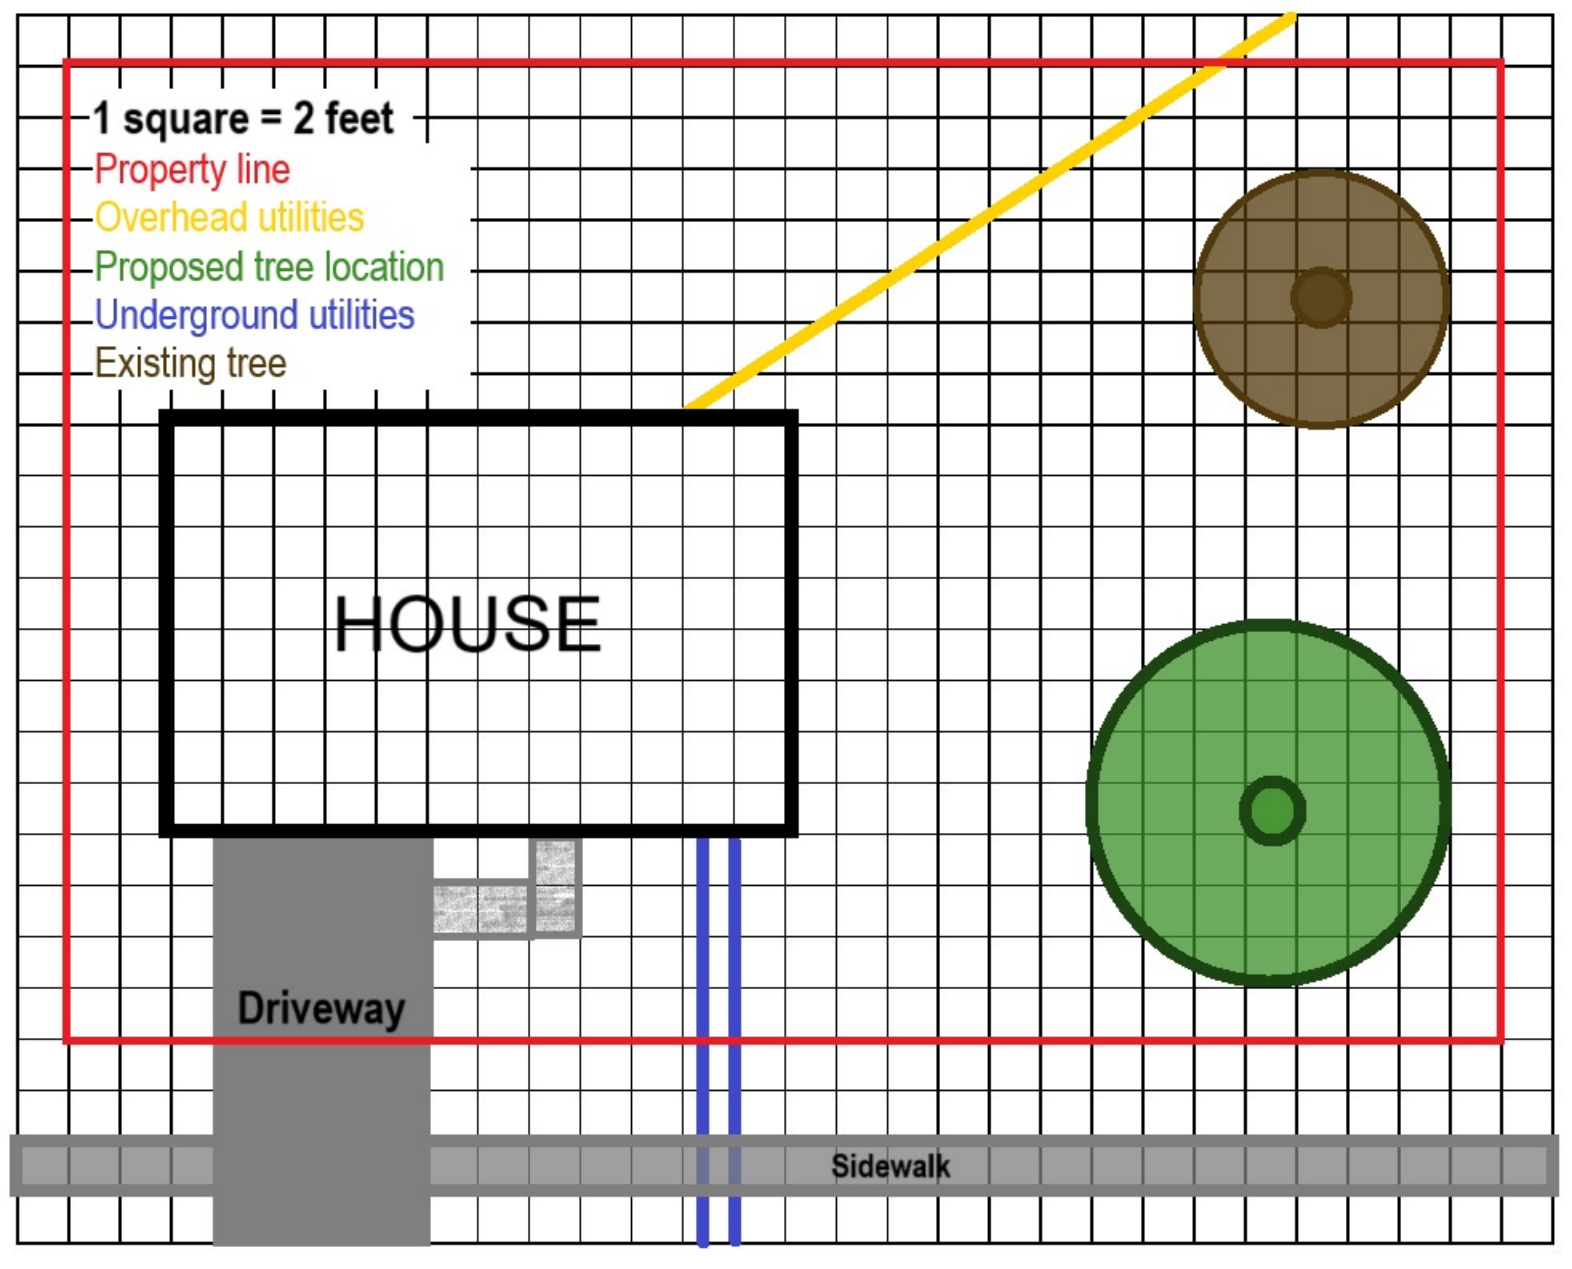 1 square = 2 feet
Property line
Overhead utilities
Proposed tree location
Underground utilities
Existing tree
HOUSE
Driveway
Sidewalk